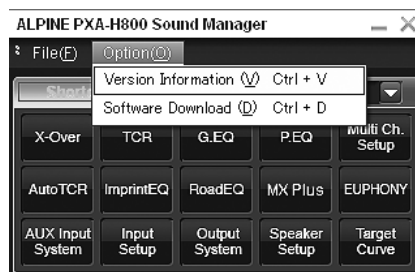 ALPINE PXA-H800 Sound Manager
File(F) Option(O)
Version Information (V) Ctrl + V
Software Download (D) Ctrl + D
X-Over TCR G.EQ P.EQ Multi Ch. Setup
AutoTCR ImprintEQ RoadEQ MX Plus EUPHONY
AUX Input System Input Setup Output System Speaker Setup Target Curve